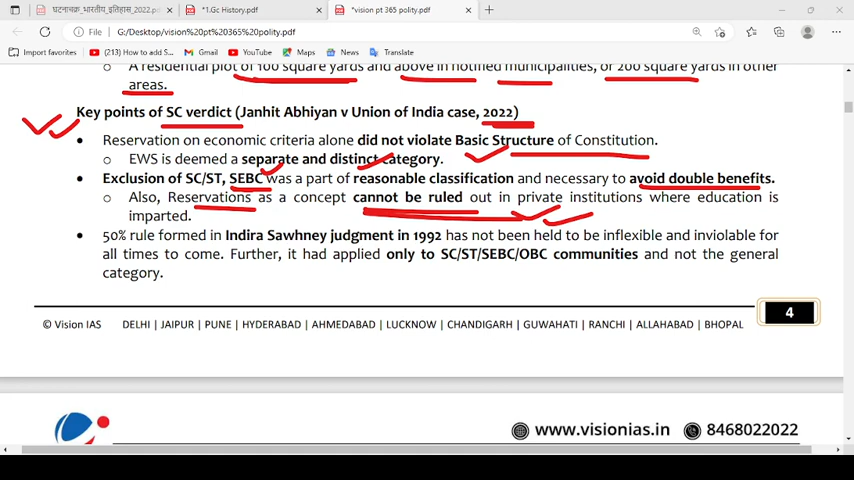 घटनाचक्र_भारतीय_इतिहास_2022.pd
*1.Gc History.pdf
*vision pt 365 polity.pdf
File G:/Desktop/vision%20pt%20365%20polity.pdf
Import favorites (213) How to add S... Gmail YouTube Maps News Translate
o A residential plot of 100 square yards and above in notified municipalities, or 200 square yards in other
areas.
Key points of SC verdict (Janhit Abhiyan v Union of India case, 2022)
• Reservation on economic criteria alone did not violate Basic Structure of Constitution.
o EWS is deemed a separate and distinct category.
• Exclusion of SC/ST, SEBC was a part of reasonable classification and necessary to avoid double benefits.
o Also, Reservations as a concept cannot be ruled out in private institutions where education is
imparted.
• 50% rule formed in Indira Sawhney judgment in 1992 has not been held to be inflexible and inviolable for
all times to come. Further, it had applied only to SC/ST/SEBC/OBC communities and not the general
category.
4
© Vision IAS DELHI | JAIPUR | PUNE | HYDERABAD | AHMEDABAD | LUCKNOW | CHANDIGARH | GUWAHATI | RANCHI | ALLAHABAD | BHOPAL
www.visionias.in 8468022022